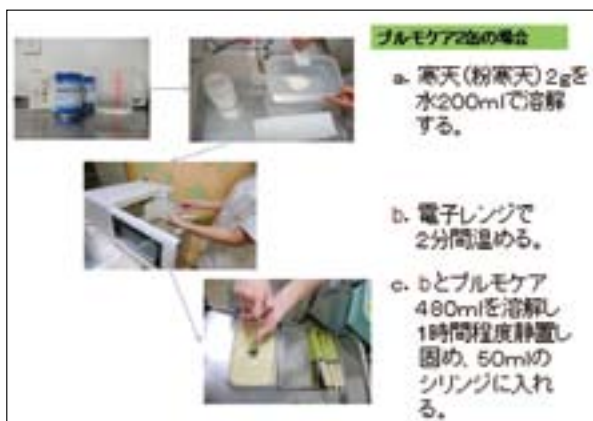 プルモケア2缶の場合
a. 寒天(粉寒天)2gを
水200mlで溶解
する。
b. 電子レンジで
2分間温める。
c. bとプルモケア
480mlを溶解し
1時間程度静置し
固め、50mlの
シリンジに入れ
る。